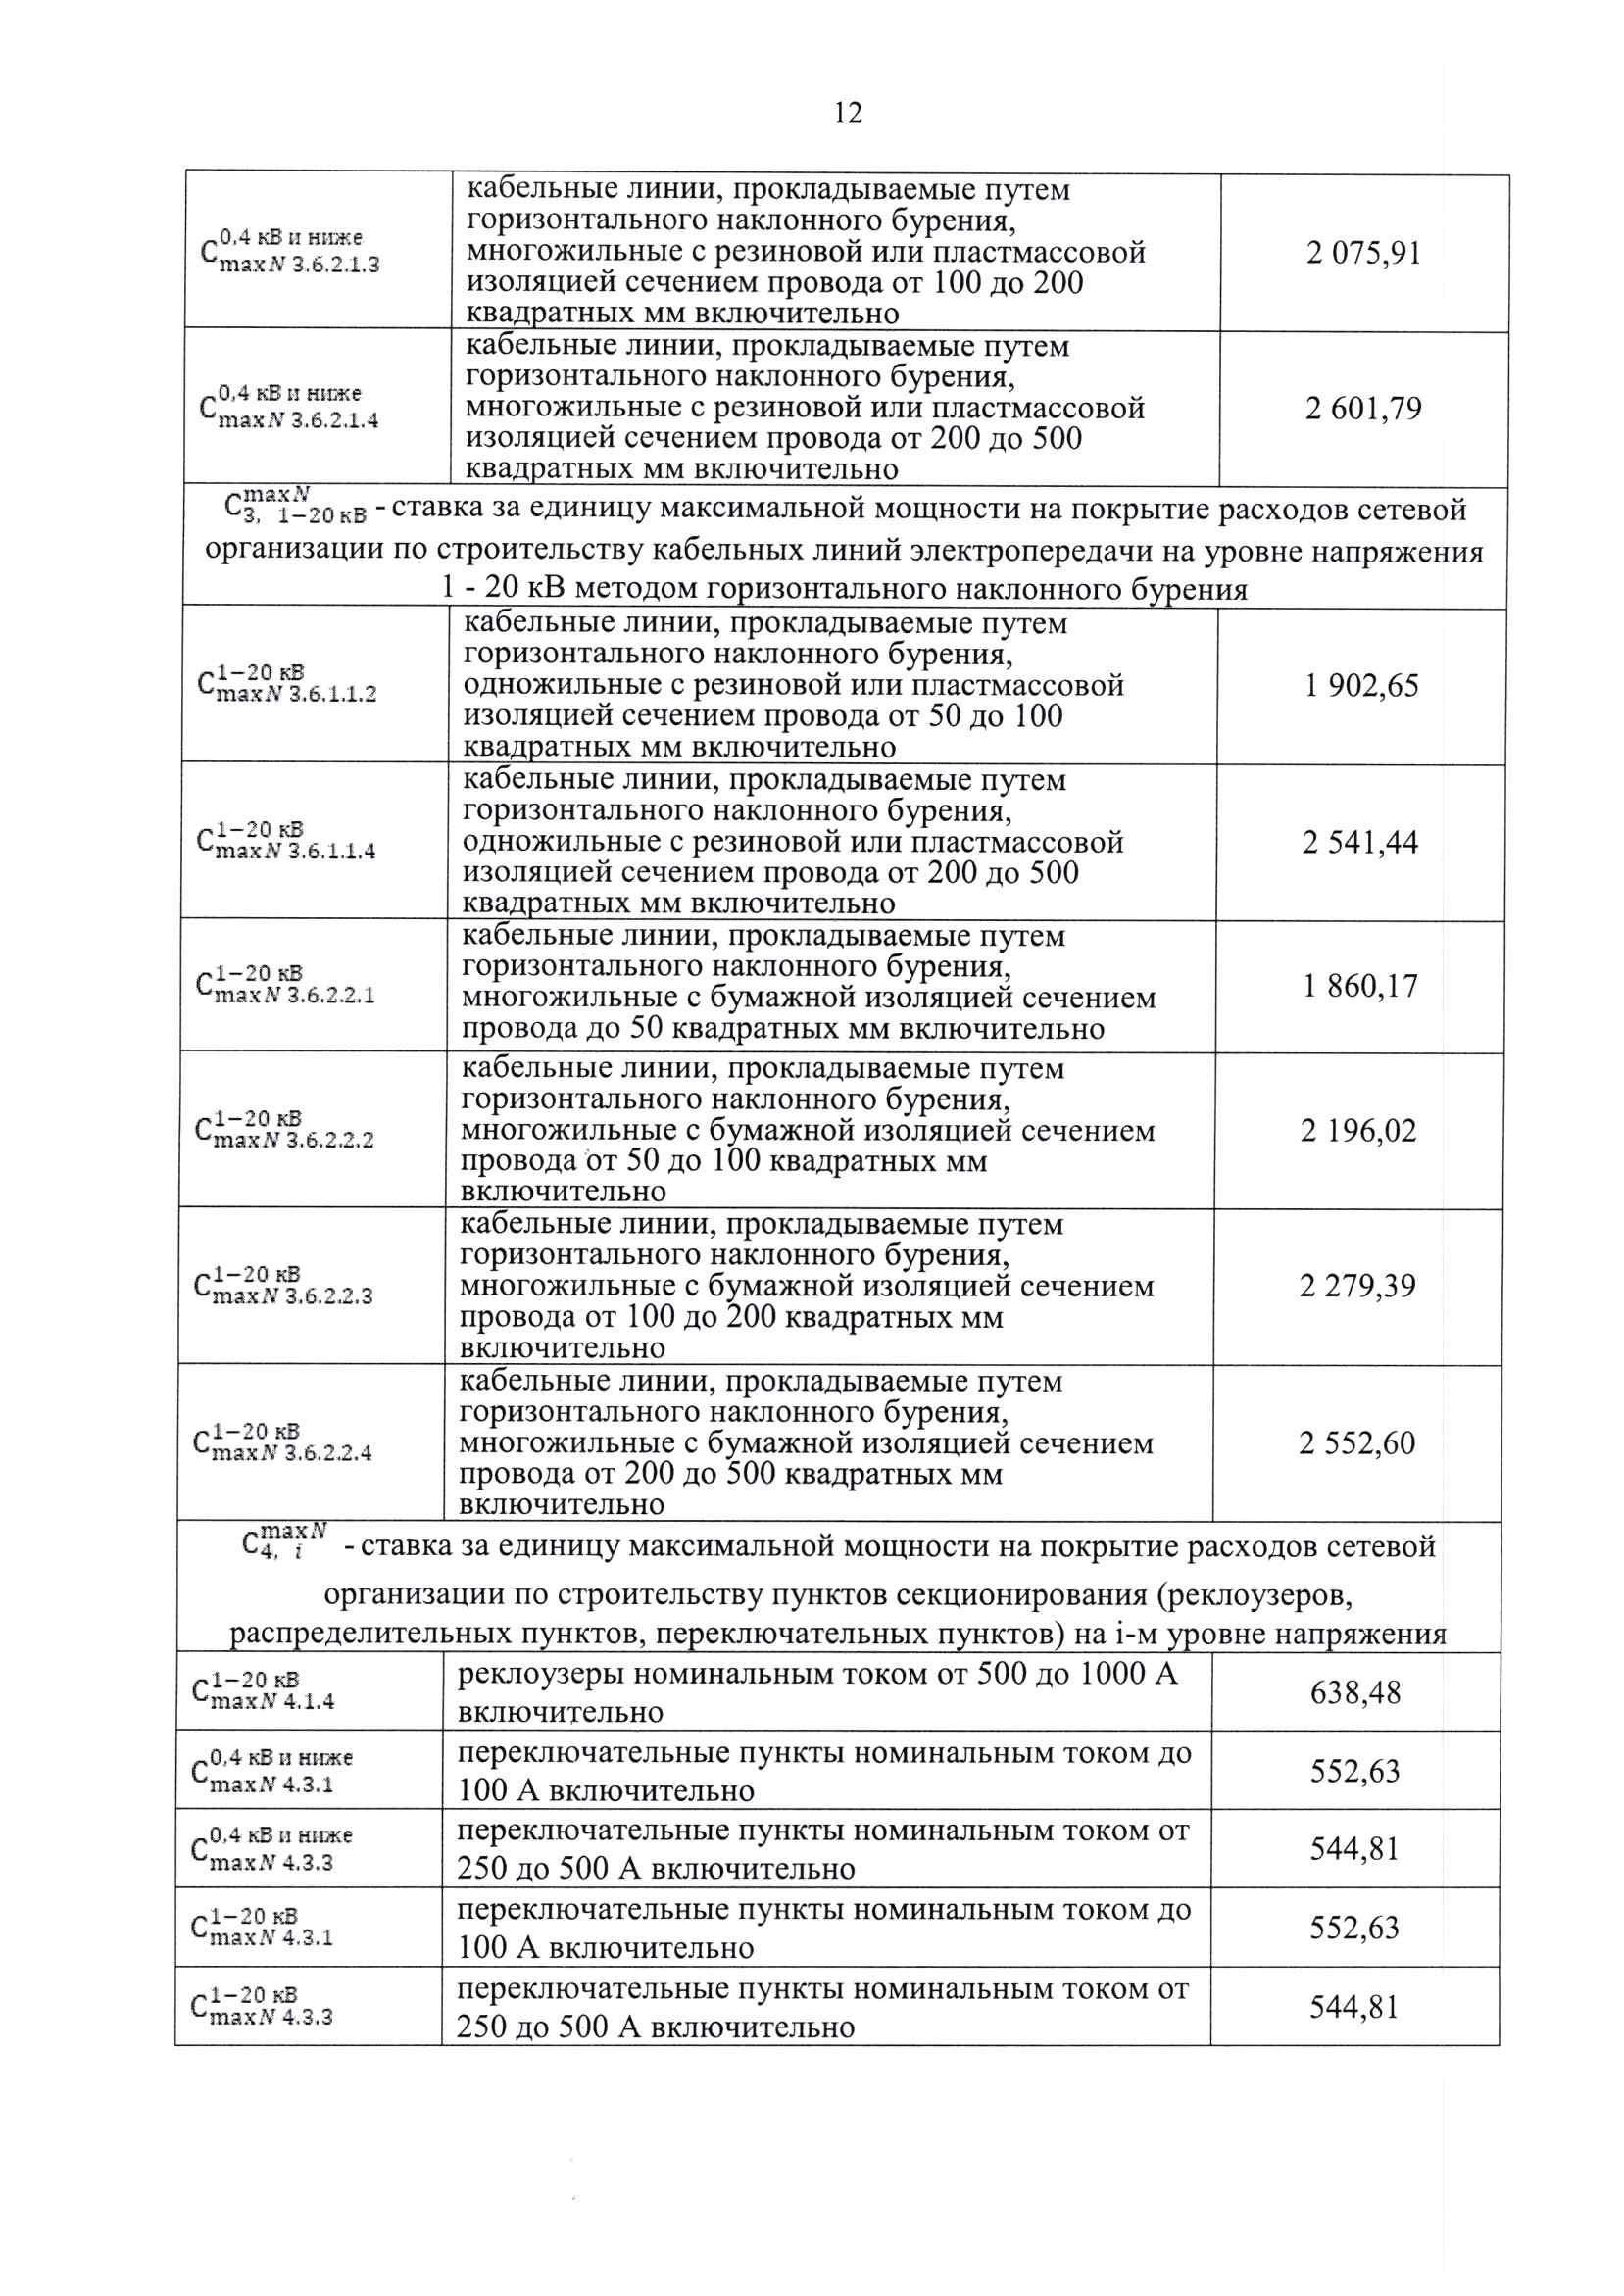 12
кабельные линии, прокладываемые путем
горизонтального наклонного бурения,
C 0,4 кВ и ниже maxN 3.6.2.1.3
многожильные с резиновой или пластмассовой
2 075,91
изоляцией сечением провода от 100 до 200
квадратных мм включительно
кабельные линии, прокладываемые путем
горизонтального наклонного бурения,
C 0,4 кВ и ниже maxN 3.6.2.1.4
многожильные с резиновой или пластмассовой
2 601,79
изоляцией сечением провода от 200 до 500
квадратных мм включительно
C maxN 3, 1–20 кВ - ставка за единицу максимальной мощности на покрытие расходов сетевой
организации по строительству кабельных линий электропередачи на уровне напряжения
1 - 20 кВ методом горизонтального наклонного бурения
кабельные линии, прокладываемые путем
горизонтального наклонного бурения,
C 1–20 кВ maxN 3.6.1.1.2
одножильные с резиновой или пластмассовой
1 902,65
изоляцией сечением провода от 50 до 100
квадратных мм включительно
кабельные линии, прокладываемые путем
горизонтального наклонного бурения,
C 1–20 кВ maxN 3.6.1.1.4
одножильные с резиновой или пластмассовой
2 541,44
изоляцией сечением провода от 200 до 500
квадратных мм включительно
кабельные линии, прокладываемые путем
горизонтального наклонного бурения,
C 1–20 кВ maxN 3.6.2.2.1
многожильные с бумажной изоляцией сечением
1 860,17
провода до 50 квадратных мм включительно
кабельные линии, прокладываемые путем
горизонтального наклонного бурения,
C 1–20 кВ maxN 3.6.2.2.2
многожильные с бумажной изоляцией сечением
2 196,02
провода от 50 до 100 квадратных мм
включительно
кабельные линии, прокладываемые путем
горизонтального наклонного бурения,
C 1–20 кВ maxN 3.6.2.2.3
многожильные с бумажной изоляцией сечением
2 279,39
провода от 100 до 200 квадратных мм
включительно
кабельные линии, прокладываемые путем
горизонтального наклонного бурения,
C 1–20 кВ maxN 3.6.2.2.4
многожильные с бумажной изоляцией сечением
2 552,60
провода от 200 до 500 квадратных мм
включительно
C maxN 4, i - ставка за единицу максимальной мощности на покрытие расходов сетевой
организации по строительству пунктов секционирования (реклоузеров,
распределительных пунктов, переключательных пунктов) на i-м уровне напряжения
C 1–20 кВ maxN 4.1.4
реклоузеры номинальным током от 500 до 1000 А
включительно
638,48
C 0,4 кВ и ниже maxN 4.3.1
переключательные пункты номинальным током до
100 А включительно
552,63
C 0,4 кВ и ниже maxN 4.3.3
переключательные пункты номинальным током от
250 до 500 А включительно
544,81
C 1–20 кВ maxN 4.3.1
переключательные пункты номинальным током до
100 А включительно
552,63
C 1–20 кВ maxN 4.3.3
переключательные пункты номинальным током от
250 до 500 А включительно
544,81